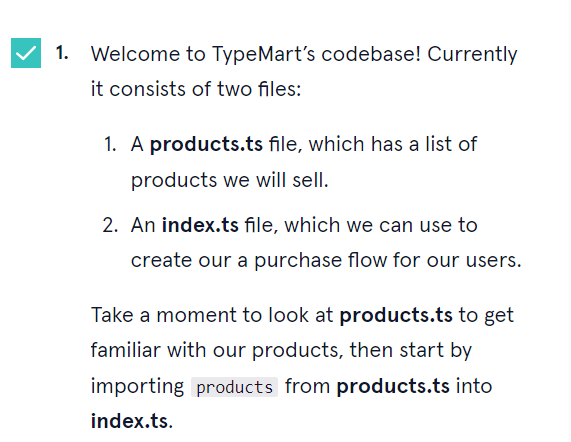 1. Welcome to TypeMart’s codebase! Currently
it consists of two files:
1. A products.ts file, which has a list of
products we will sell.
2. An index.ts file, which we can use to
create our a purchase flow for our users.
Take a moment to look at products.ts to get
familiar with our products, then start by
importing products from products.ts into
index.ts.